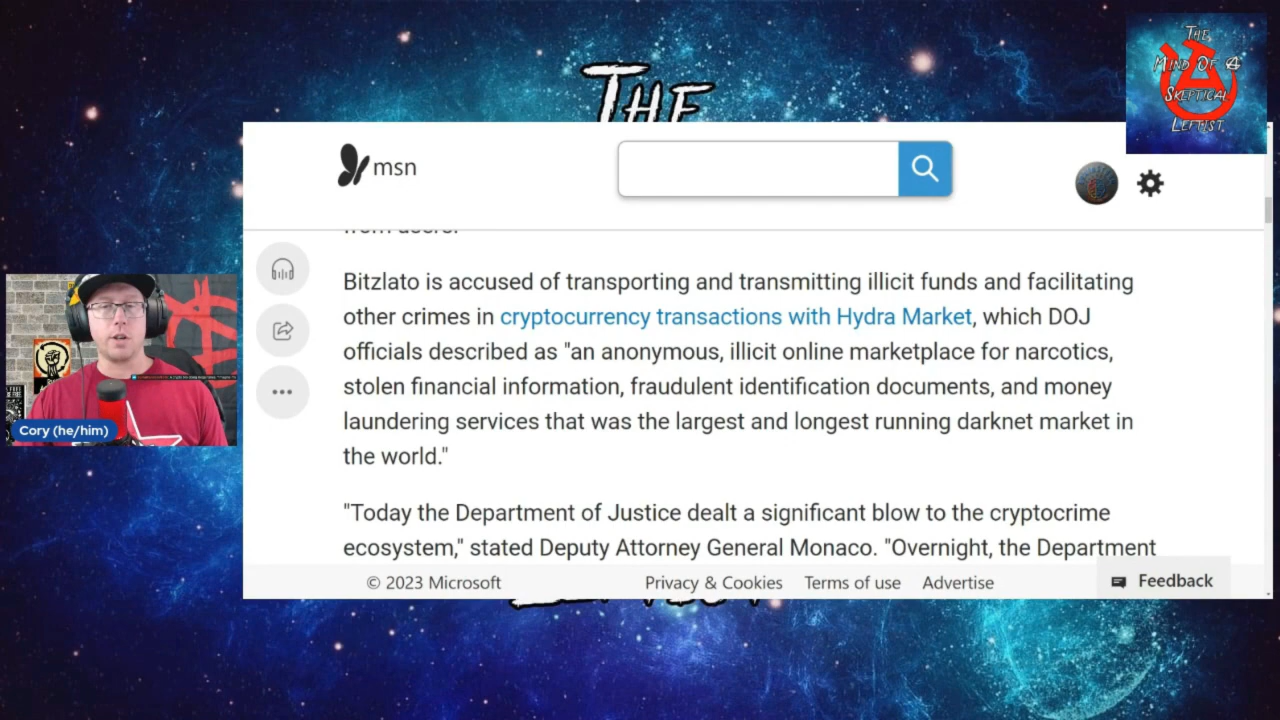 THE
THE
MIND OF A
SKEPTICAL
LEFTIST
msn
Bitzlato is accused of transporting and transmitting illicit funds and facilitating
other crimes in cryptocurrency transactions with Hydra Market, which DOJ
officials described as "an anonymous, illicit online marketplace for narcotics,
stolen financial information, fraudulent identification documents, and money
laundering services that was the largest and longest running darknet market in
the world."
"Today the Department of Justice dealt a significant blow to the cryptocrime
ecosystem," stated Deputy Attorney General Monaco. "Overnight, the Department
© 2023 Microsoft
Privacy & Cookies
Terms of use
Advertise
Feedback
Cory (he/him)